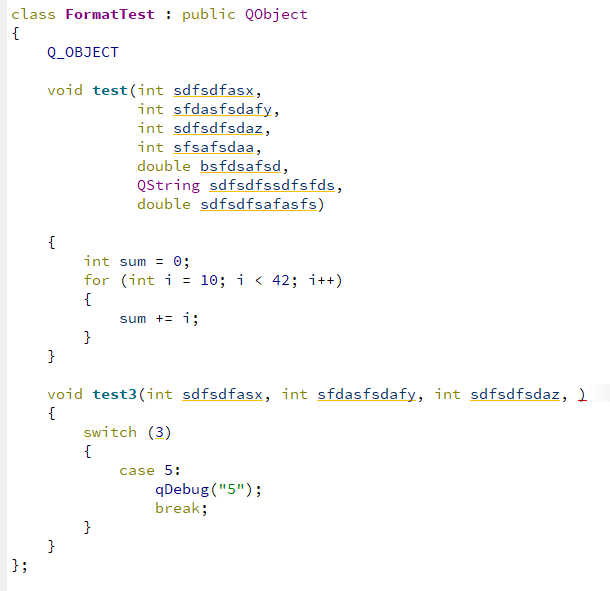 class FormatTest : public QObject
{
    Q_OBJECT

    void test(int sdfsdfasx,
              int sfdasfsdafy,
              int sdfsdfsdaz,
              int sfsafsdaa,
              double bsfdsafsd,
              QString sdfsdfssdfsfds,
              double sdfsdfsafasfs)

    {
        int sum = 0;
        for (int i = 10; i < 42; i++)
        {
            sum += i;
        }
    }

    void test3(int sdfsdfasx, int sfdasfsdafy, int sdfsdfsdaz, )
    {
        switch (3)
        {
            case 5:
                qDebug("5");
                break;
        }
    }
};